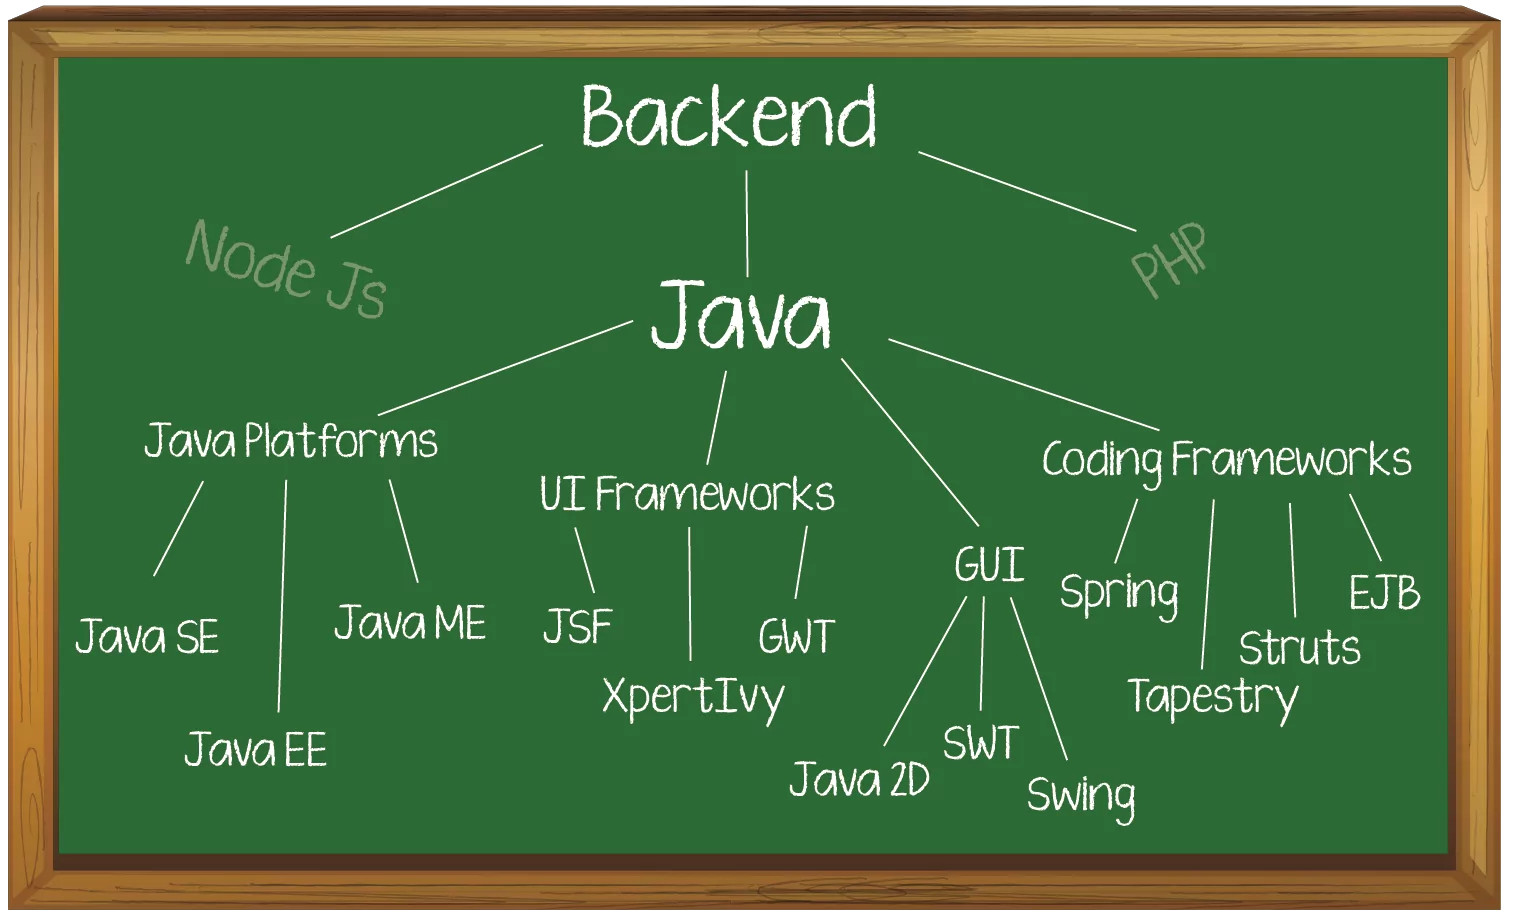 Backend
Node Js
PHP
Java
Java Platforms
UI Frameworks
GUI
Coding Frameworks
Java SE
Java EE
Java ME
JSF
XpertIvy
GWT
Java 2D
SWT
Swing
Spring
Tapestry
Struts
EJB